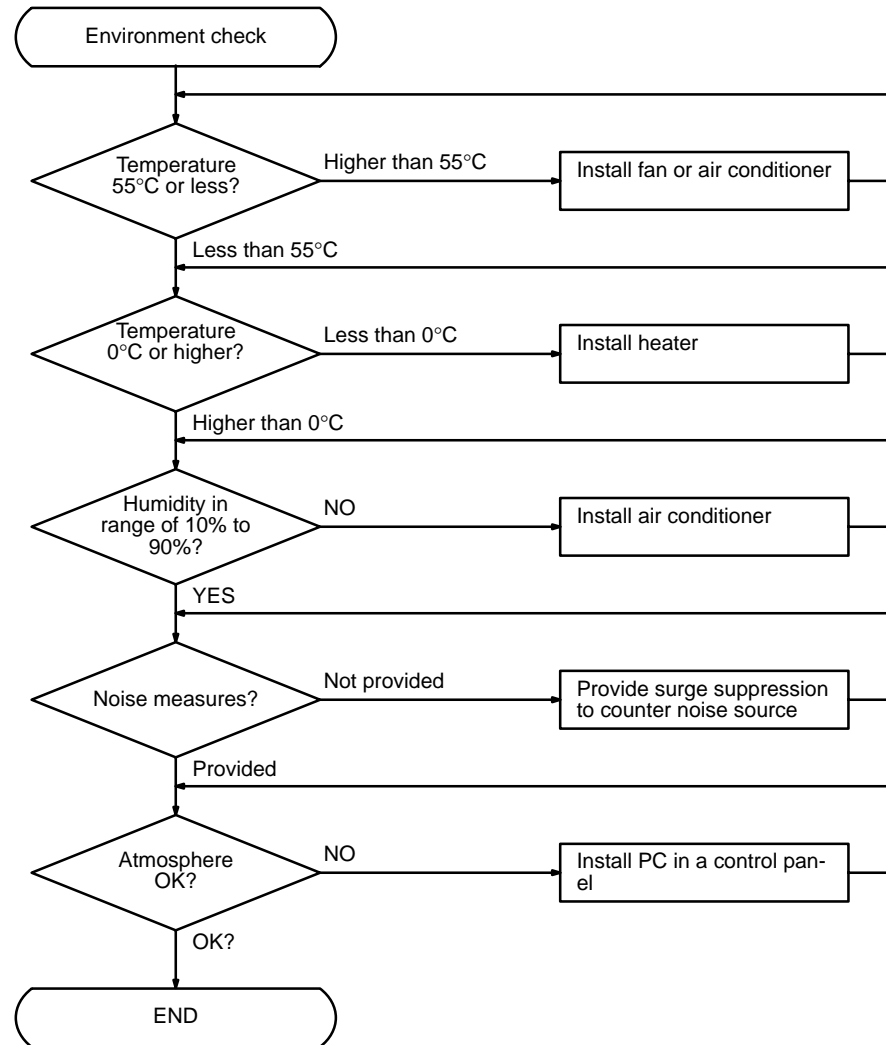 Environment check
Temperature
55°C or less?
Higher than 55°C
Install fan or air conditioner
Less than 55°C
Temperature
0°C or higher?
Less than 0°C
Install heater
Higher than 0°C
Humidity in
range of 10% to
90%?
NO
Install air conditioner
YES
Noise measures?
Not provided
Provide surge suppression
to counter noise source
Provided
Atmosphere
OK?
NO
Install PC in a control pan-
el
OK?
END